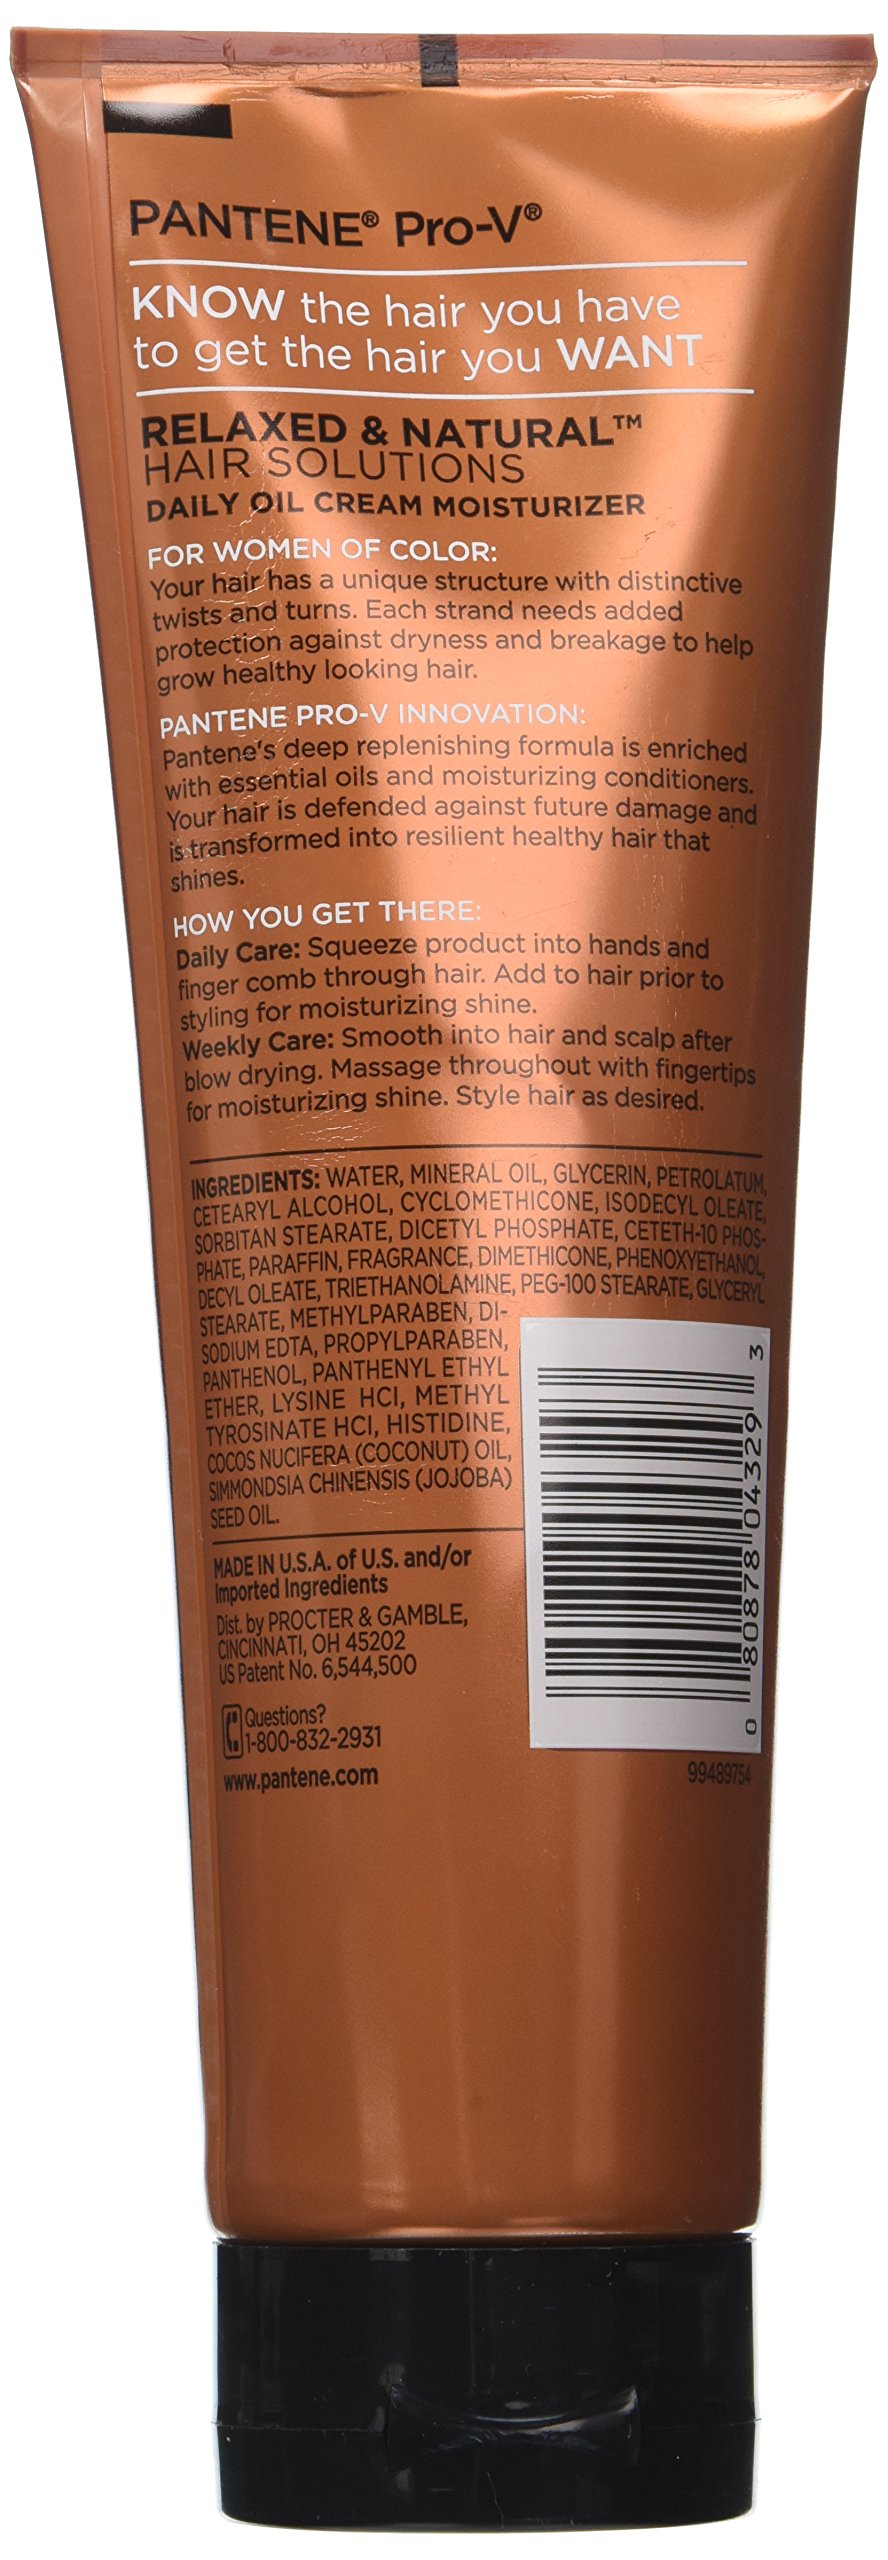 PANTENE® Pro-V®
KNOW the hair you have
to get the hair you WANT
RELAXED & NATURAL™
HAIR SOLUTIONS
DAILY OIL CREAM MOISTURIZER
FOR WOMEN OF COLOR:
Your hair has a unique structure with distinctive
twists and turns. Each strand needs added
protection against dryness and breakage to help
grow healthy looking hair.
PANTENE PRO-V INNOVATION:
Pantene's deep replenishing formula is enriched
with essential oils and moisturizing conditioners.
Your hair is defended against future damage and
is transformed into resilient healthy hair that
shines.
HOW YOU GET THERE:
Daily Care: Squeeze product into hands and
finger comb through hair. Add to hair prior to
styling for moisturizing shine.
Weekly Care: Smooth into hair and scalp after
blow drying. Massage throughout with fingertips
for moisturizing shine. Style hair as desired.
INGREDIENTS: WATER, MINERAL OIL, GLYCERIN, PETROLATUM,
CETEARYL ALCOHOL, CYCLOMETHICONE, ISODECYL OLEATE,
SORBITAN STEARATE, DICETYL PHOSPHATE, CETETH-10 PHOS-
PHATE, PARAFFIN, FRAGRANCE, DIMETHICONE, PHENOXYETHANOL,
DECYL OLEATE, TRIETHANOLAMINE, PEG-100 STEARATE, GLYCERYL
STEARATE, METHYLPARABEN, DI-
SODIUM EDTA, PROPYLPARABEN,
PANTHENOL, PANTHENYL ETHYL
ETHER, LYSINE HCI, METHYL
TYROSINATE HCI, HISTIDINE,
COCOS NUCIFERA (COCONUT) OIL,
SIMMONDSIA CHINENSIS (JOJOBA)
SEED OIL.
MADE IN U.S.A. of U.S. and/or
Imported Ingredients
Dist. by PROCTER & GAMBLE,
CINCINNATI, OH 45202
US Patent No. 6,544,500
Questions?
1-800-832-2931
www.pantene.com
0 80878 04329 3
99489754